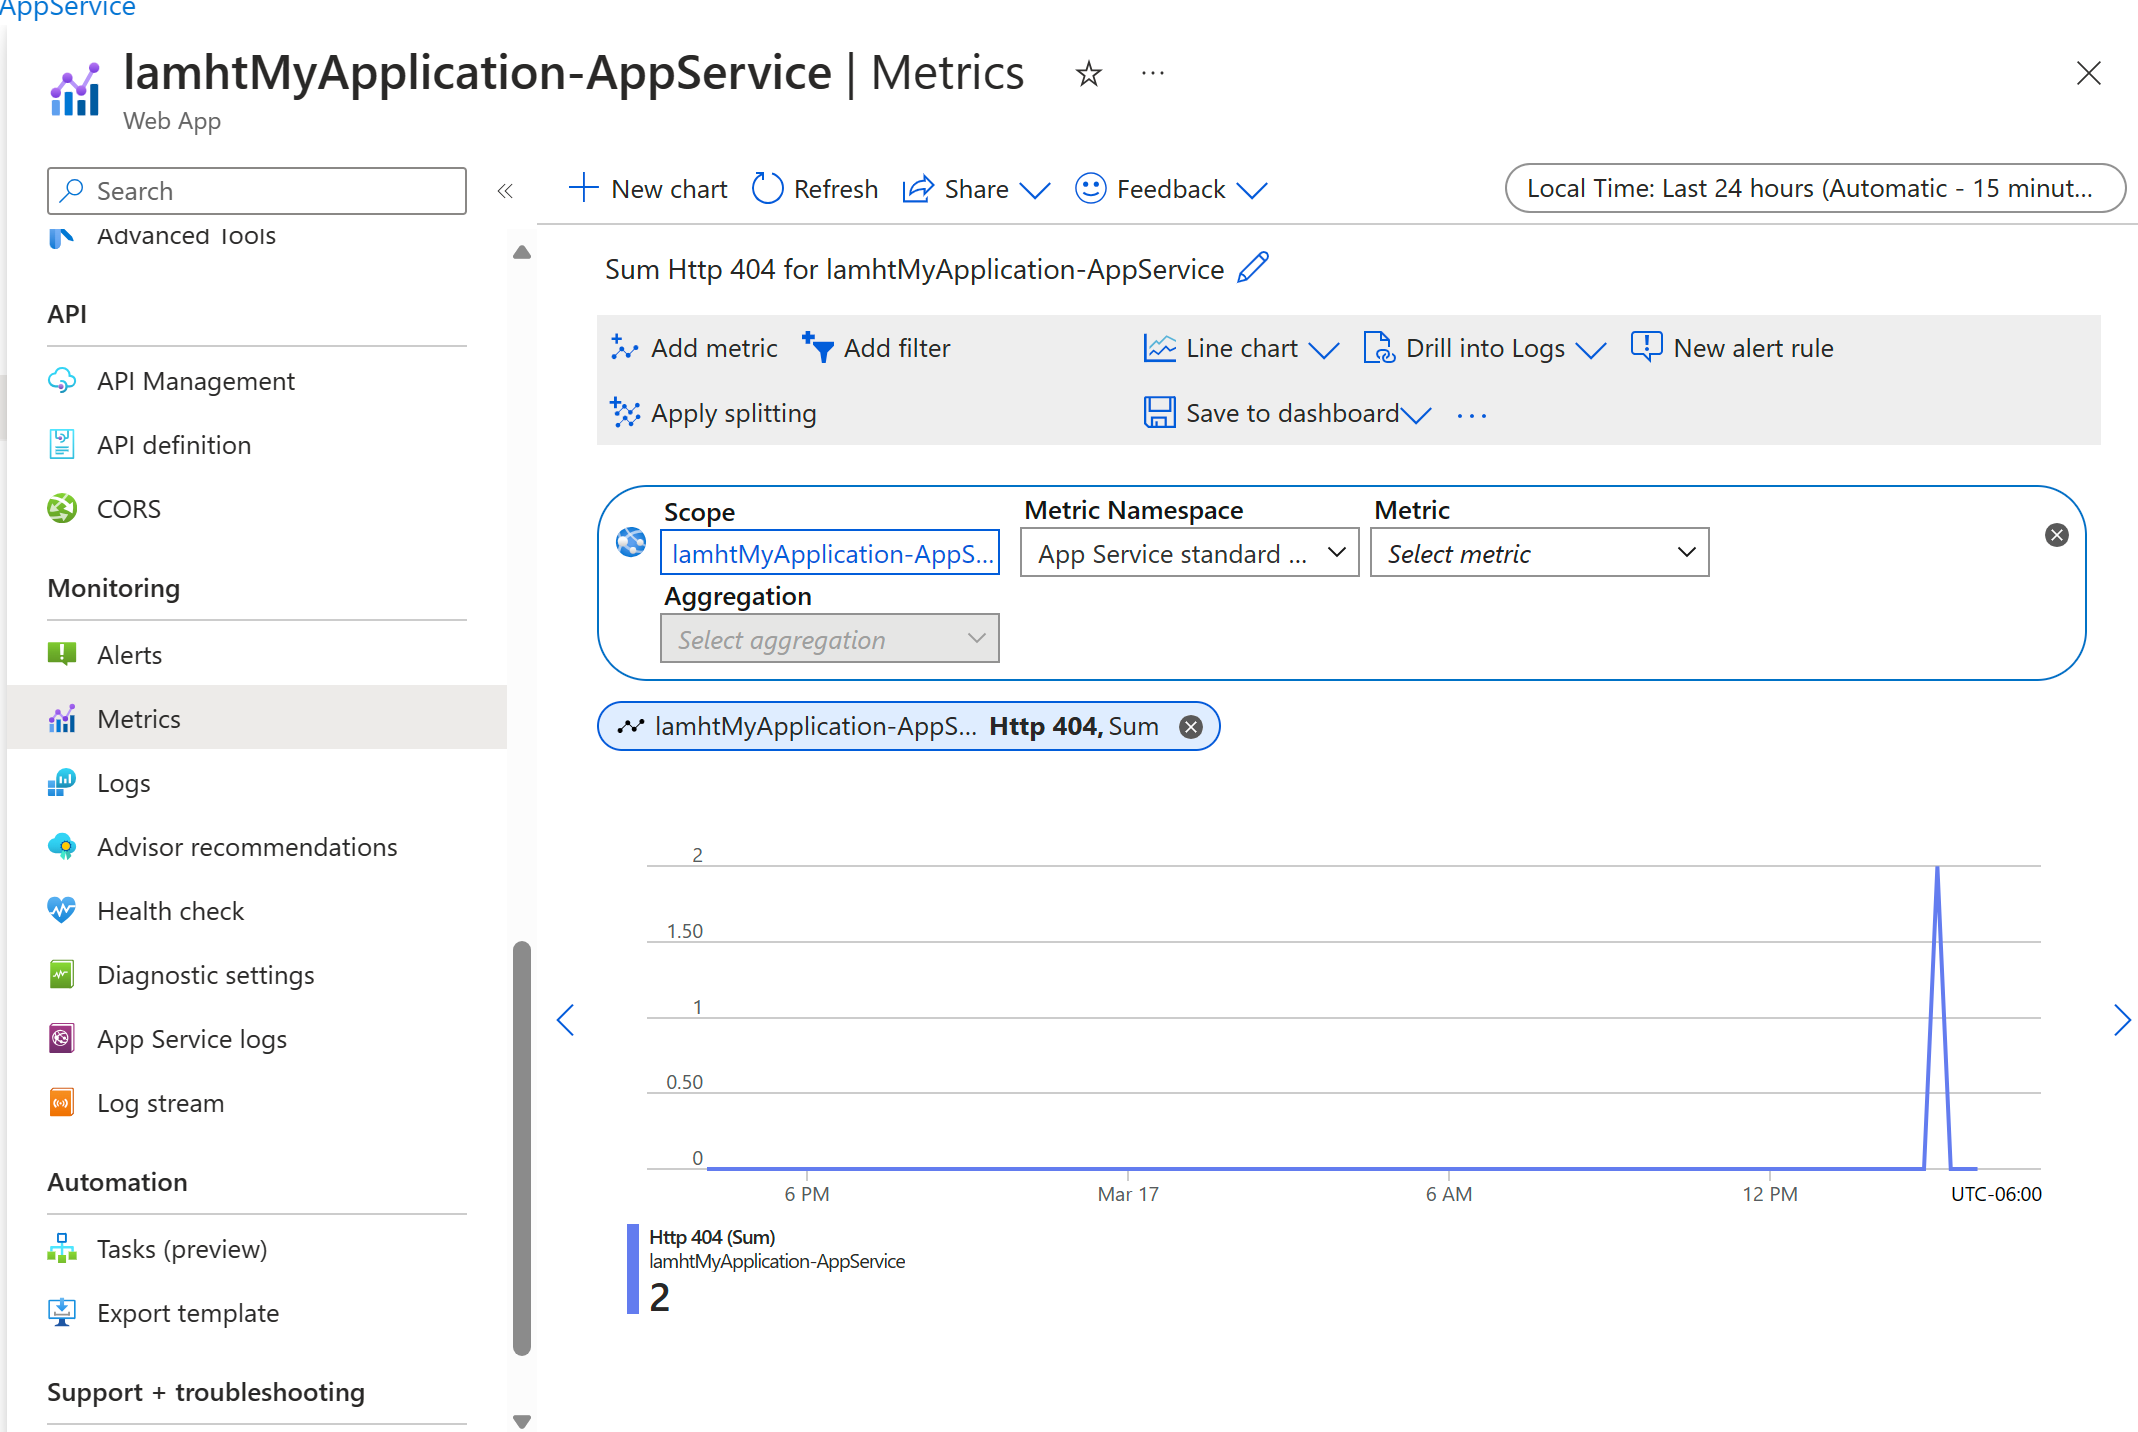 AppService
lamhtMyApplication-AppService | Metrics
Web App
Search
Advanced Tools
API
API Management
API definition
CORS
Monitoring
Alerts
Metrics
Logs
Advisor recommendations
Health check
Diagnostic settings
App Service logs
Log stream
Automation
Tasks (preview)
Export template
Support + troubleshooting
New chart Refresh Share Feedback
Local Time: Last 24 hours (Automatic - 15 minut...
Sum Http 404 for lamhtMyApplication-AppService
Add metric Add filter Line chart Drill into Logs New alert rule
Apply splitting Save to dashboard
Scope Metric Namespace Metric
lamhtMyApplication-AppS... App Service standard ... Select metric
Aggregation
Select aggregation
lamhtMyApplication-AppS... Http 404, Sum
2
1.50
1
0.50
0
6 PM Mar 17 6 AM 12 PM UTC-06:00
Http 404 (Sum)
lamhtMyApplication-AppService
2